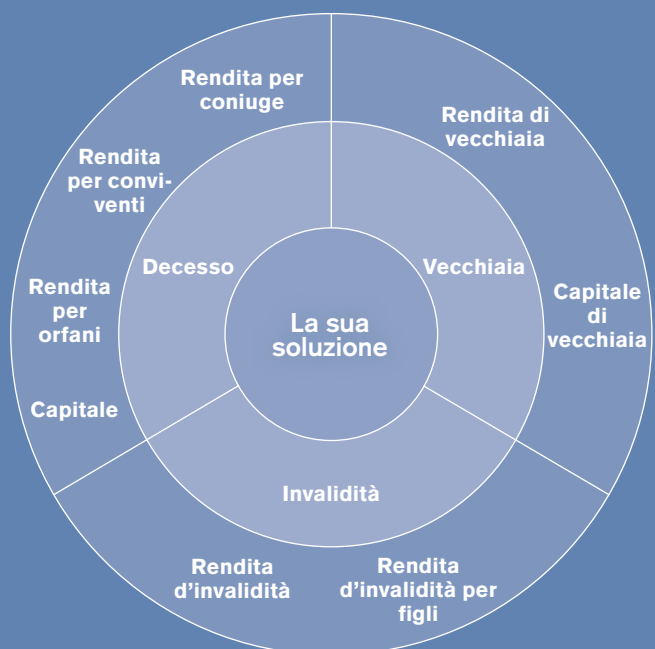 Rendita per
coniuge
Rendita di
vecchiaia
Rendita
per convi-
venti
Decesso
Vecchiaia
Rendita
per
orfani
Capitale
di
vecchiaia
La sua
soluzione
Capitale
Invalidità
Rendita
d’invalidità
Rendita
d’invalidità per
figli